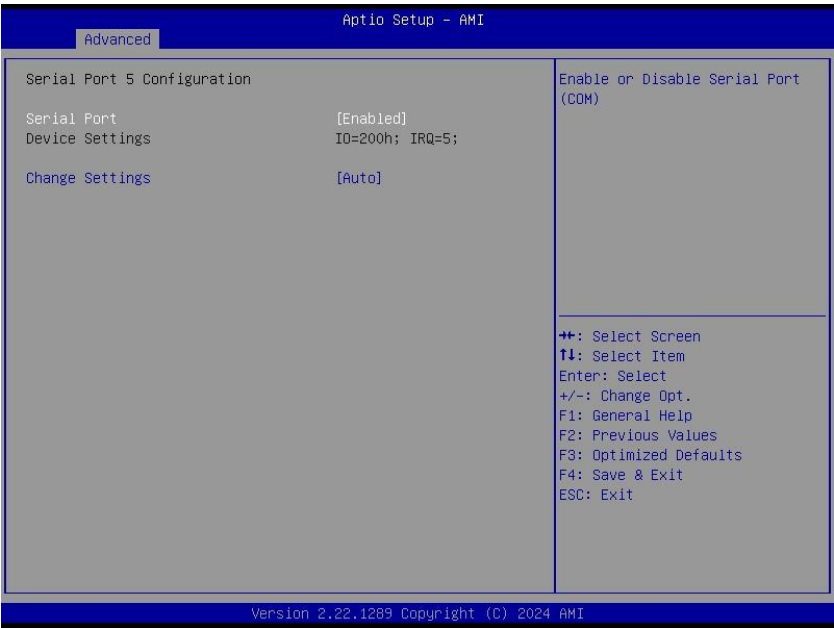 Aptio Setup - AMI
Advanced
Serial Port 5 Configuration
Serial Port [Enabled]
Device Settings IO=200h; IRQ=5;
Change Settings [Auto]
Enable or Disable Serial Port
(COM)
→←: Select Screen
↑↓: Select Item
Enter: Select
+/-: Change Opt.
F1: General Help
F2: Previous Values
F3: Optimized Defaults
F4: Save & Exit
ESC: Exit
Version 2.22.1289 Copyright (C) 2024 AMI